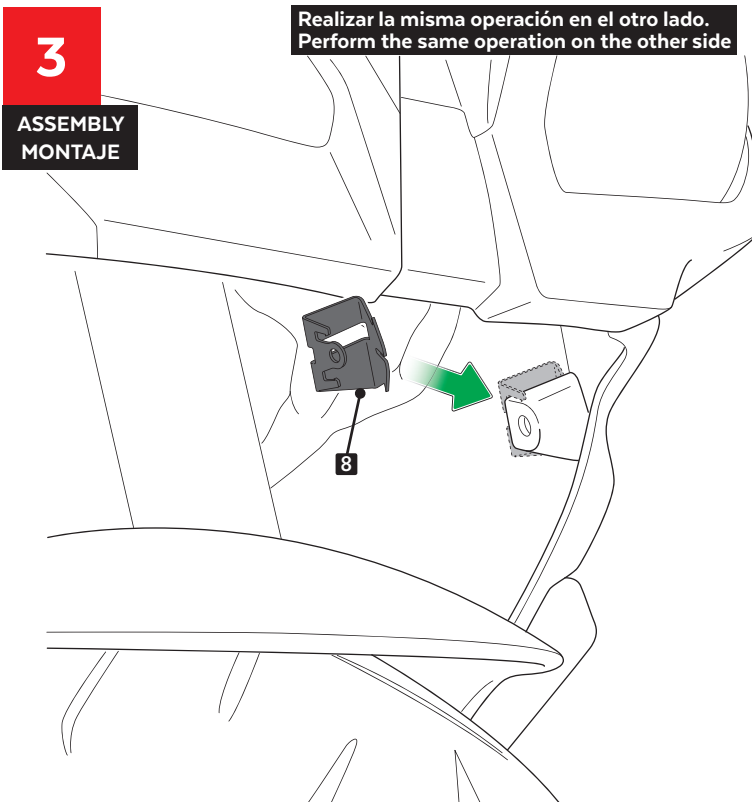 3
ASSEMBLY
MONTAJE
Realizar la misma operación en el otro lado.
Perform the same operation on the other side
8